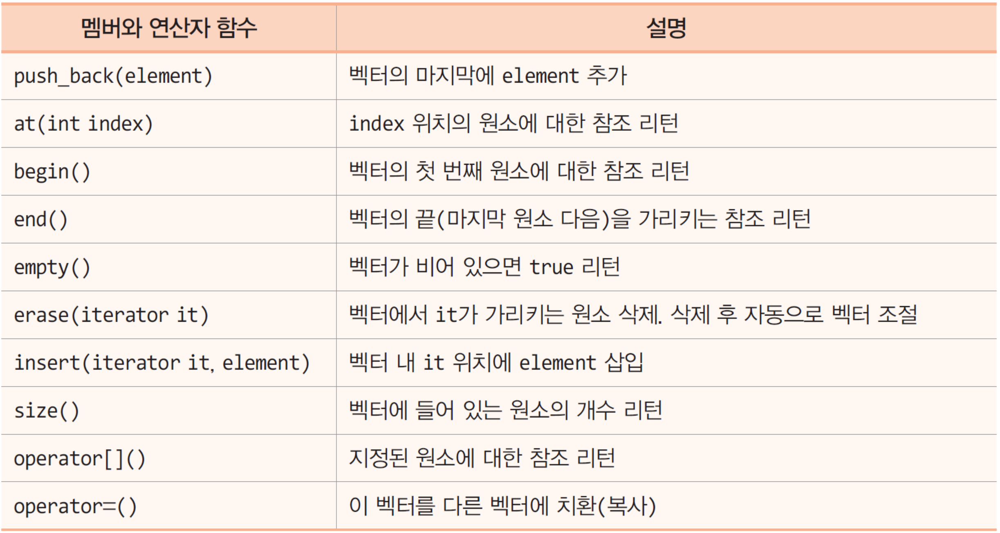 멤버와 연산자 함수 설명
push_back(element) 벡터의 마지막에 element 추가
at(int index) index 위치의 원소에 대한 참조 리턴
begin() 벡터의 첫 번째 원소에 대한 참조 리턴
end() 벡터의 끝(마지막 원소 다음)을 가리키는 참조 리턴
empty() 벡터가 비어 있으면 true 리턴
erase(iterator it) 벡터에서 it가 가리키는 원소 삭제. 삭제 후 자동으로 벡터 조절
insert(iterator it, element) 벡터 내 it 위치에 element 삽입
size() 벡터에 들어 있는 원소의 개수 리턴
operator[]() 지정된 원소에 대한 참조 리턴
operator=() 이 벡터를 다른 벡터에 치환(복사)